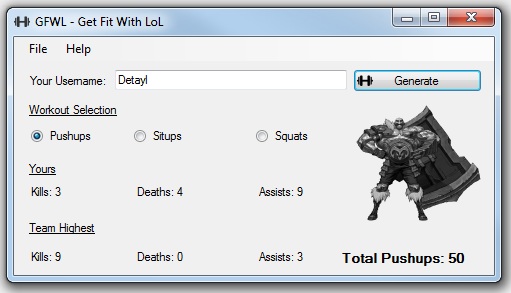 GFWL - Get Fit With LoL
File Help
Your Username: Detayl Generate
Workout Selection
Pushups Situps Squats
Yours
Kills: 3 Deaths: 4 Assists: 9
Team Highest
Kills: 9 Deaths: 0 Assists: 3 Total Pushups: 50